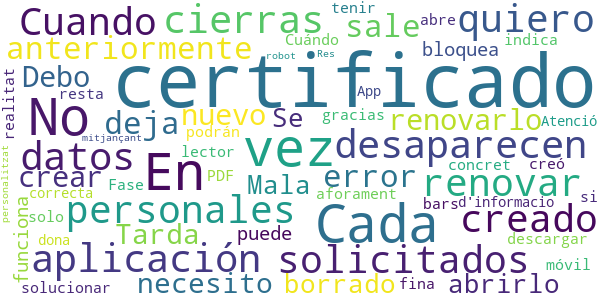 tenir
Cuando cierras sale abre quiero
Cuándo indica
anteriormente bloquea
robot Res
Debo certificado App
resta
realitat
No deja nuevo Se renovarlo Atenció
mitjançant podrán
datos En vez desaparecen
lector concret creó
crear Fase PDF Mala error renovar
personalitzat
correcta aforament bars d'informacio si
solo personales Cada creado
funciona
dona Tarda puede descargar
aplicación solicitados móvil
solucionar necesito borrado fina abrirlo
gracias